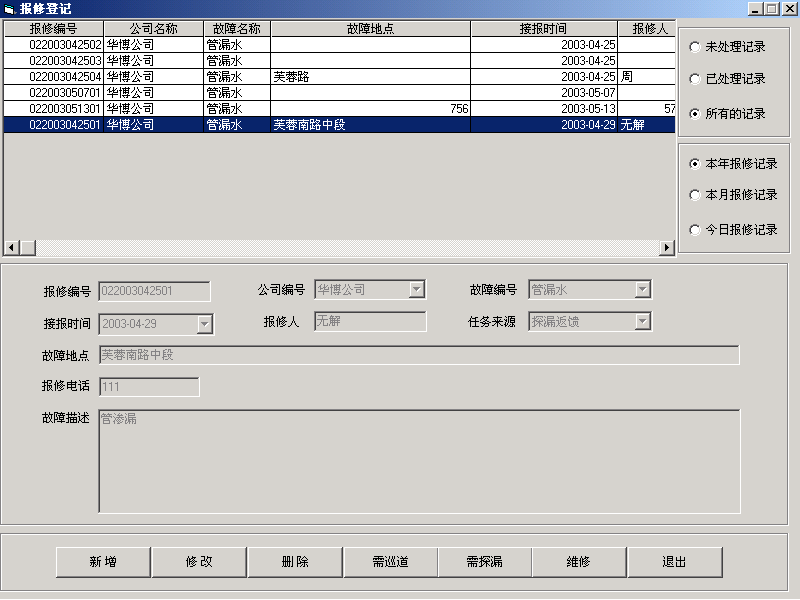 报修登记
报修编号 公司名称 故障名称 故障地点 接报时间 报修人
022003042502 华博公司 管漏水 2003-04-25
022003042503 华博公司 管漏水 2003-04-25
022003042504 华博公司 管漏水 芙蓉路 2003-04-25 周
022003050701 华博公司 管漏水 2003-05-07
022003051301 华博公司 管漏水 756 2003-05-13 57
022003042501 华博公司 管漏水 芙蓉南路中段 2003-04-29 无解
未处理记录
已处理记录
所有的记录
本年报修记录
本月报修记录
今日报修记录
报修编号 022003042501 公司编号 华博公司 故障编号 管漏水
接报时间 2003-04-29 报修人 无解 任务来源 探漏返馈
故障地点 芙蓉南路中段
报修电话 111
故障描述 管渗漏
新增 修改 删除 需巡道 需探漏 维修 退出